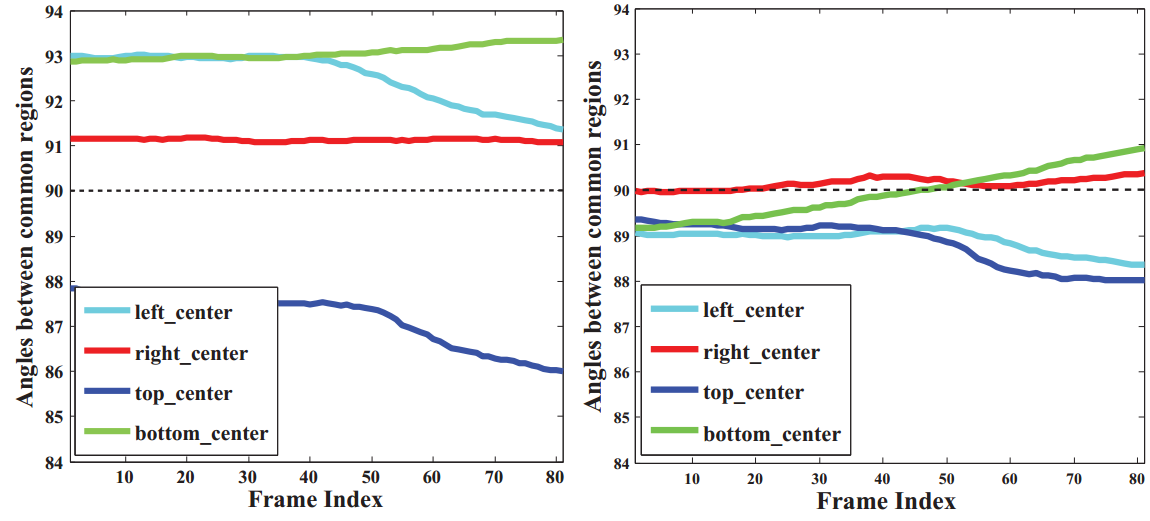 94
93
92
91
90
89
88
87
86
85
84
Angles between common regions
left_center
right_center
top_center
bottom_center
10 20 30 40 50 60 70 80
Frame Index
94
93
92
91
90
89
88
87
86
85
84
Angles between common regions
left_center
right_center
top_center
bottom_center
10 20 30 40 50 60 70 80
Frame Index